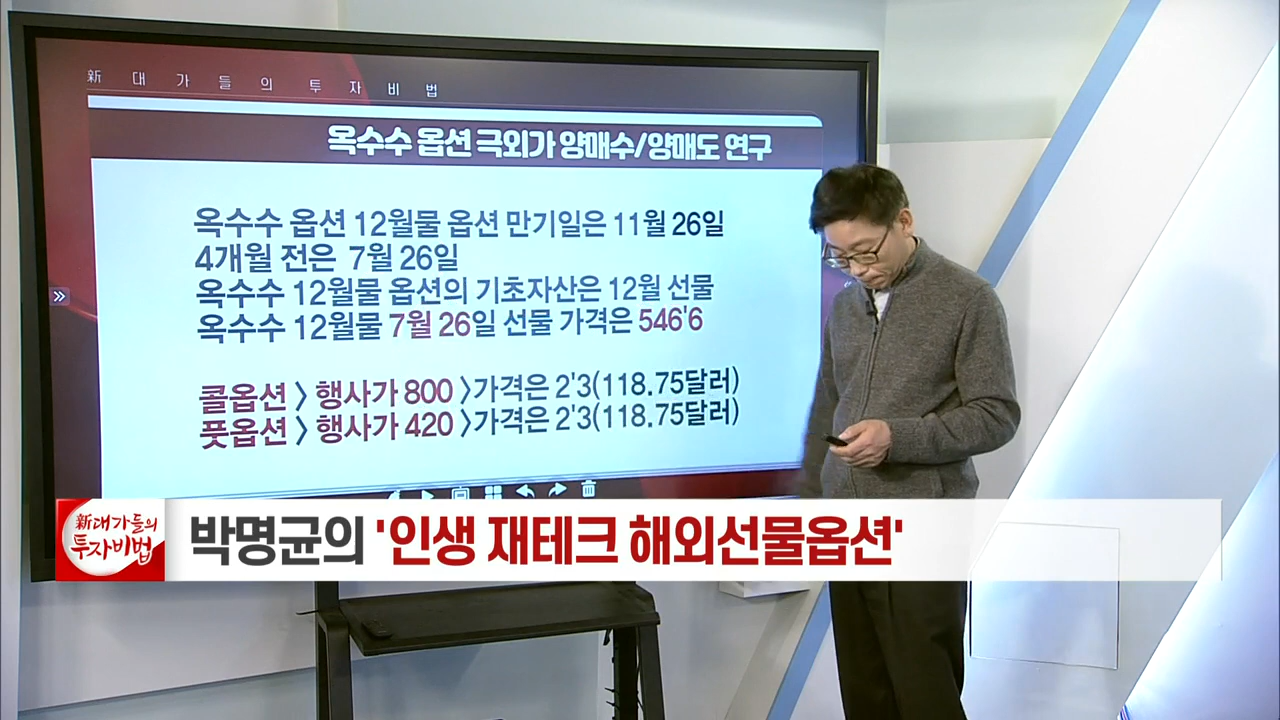 新 대 가 들 의 투 자 비 법
옥수수 옵션 극외가 양매수/양매도 연구
옥수수 옵션 12월물 옵션 만기일은 11월 26일
4개월 전은 7월 26일
옥수수 12월물 옵션의 기초자산은 12월 선물
옥수수 12월물 7월 26일 선물 가격은 546'6
콜옵션 > 행사가 800 >가격은 2'3(118.75달러)
풋옵션 > 행사가 420 >가격은 2'3(118.75달러)
新대가들의
투자비법
박명균의 '인생 재테크 해외선물옵션'